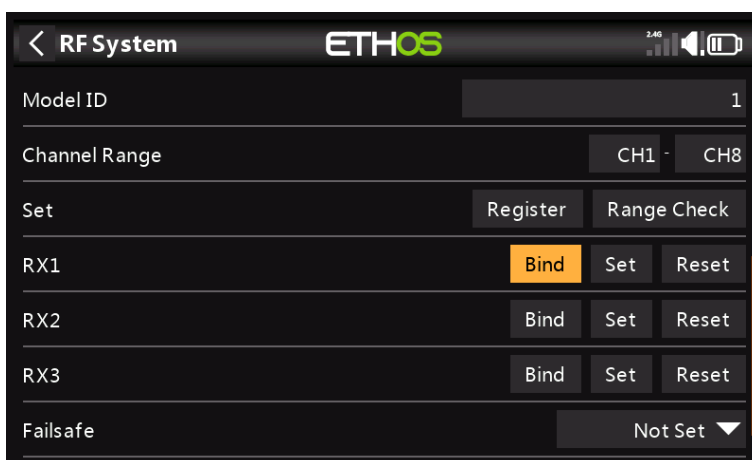 RF System ETHOS 2.4G
Model ID 1
Channel Range CH1 - CH8
Set Register Range Check
RX1 Bind Set Reset
RX2 Bind Set Reset
RX3 Bind Set Reset
Failsafe Not Set